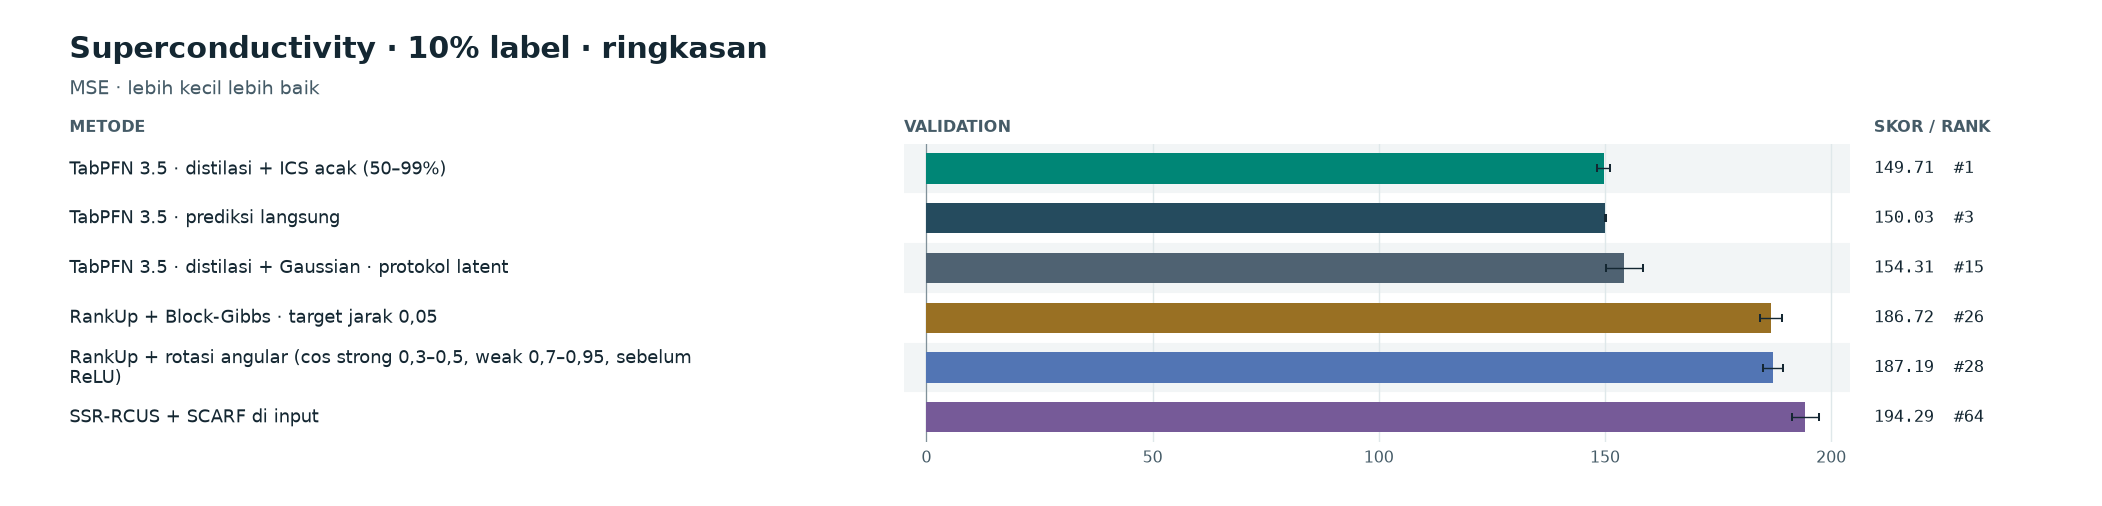 Superconductivity · 10% label · ringkasan
MSE · lebih kecil lebih baik
METODE VALIDATION SKOR / RANK
TabPFN 3.5 · distilasi + ICS acak (50–99%) 149.71 #1
TabPFN 3.5 · prediksi langsung 150.03 #3
TabPFN 3.5 · distilasi + Gaussian · protokol latent 154.31 #15
RankUp + Block-Gibbs · target jarak 0,05 186.72 #26
RankUp + rotasi angular (cos strong 0,3–0,5, weak 0,7–0,95, sebelum
ReLU) 187.19 #28
SSR-RCUS + SCARF di input 194.29 #64
0 50 100 150 200